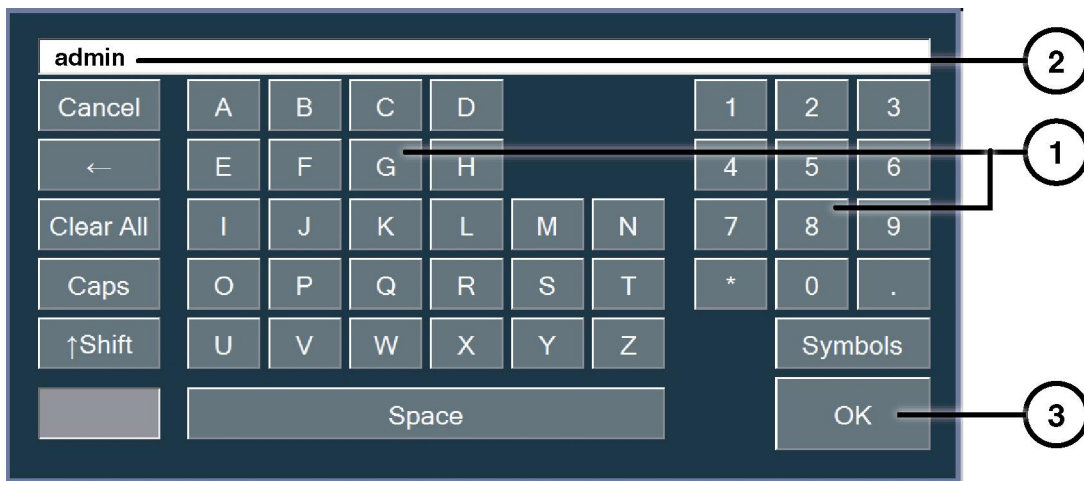 admin
2
Cancel A B C D 1 2 3
← E F G H 4 5 6
1
Clear All I J K L M N 7 8 9
Caps O P Q R S T * 0 .
↑Shift U V W X Y Z Symbols
Space OK
3